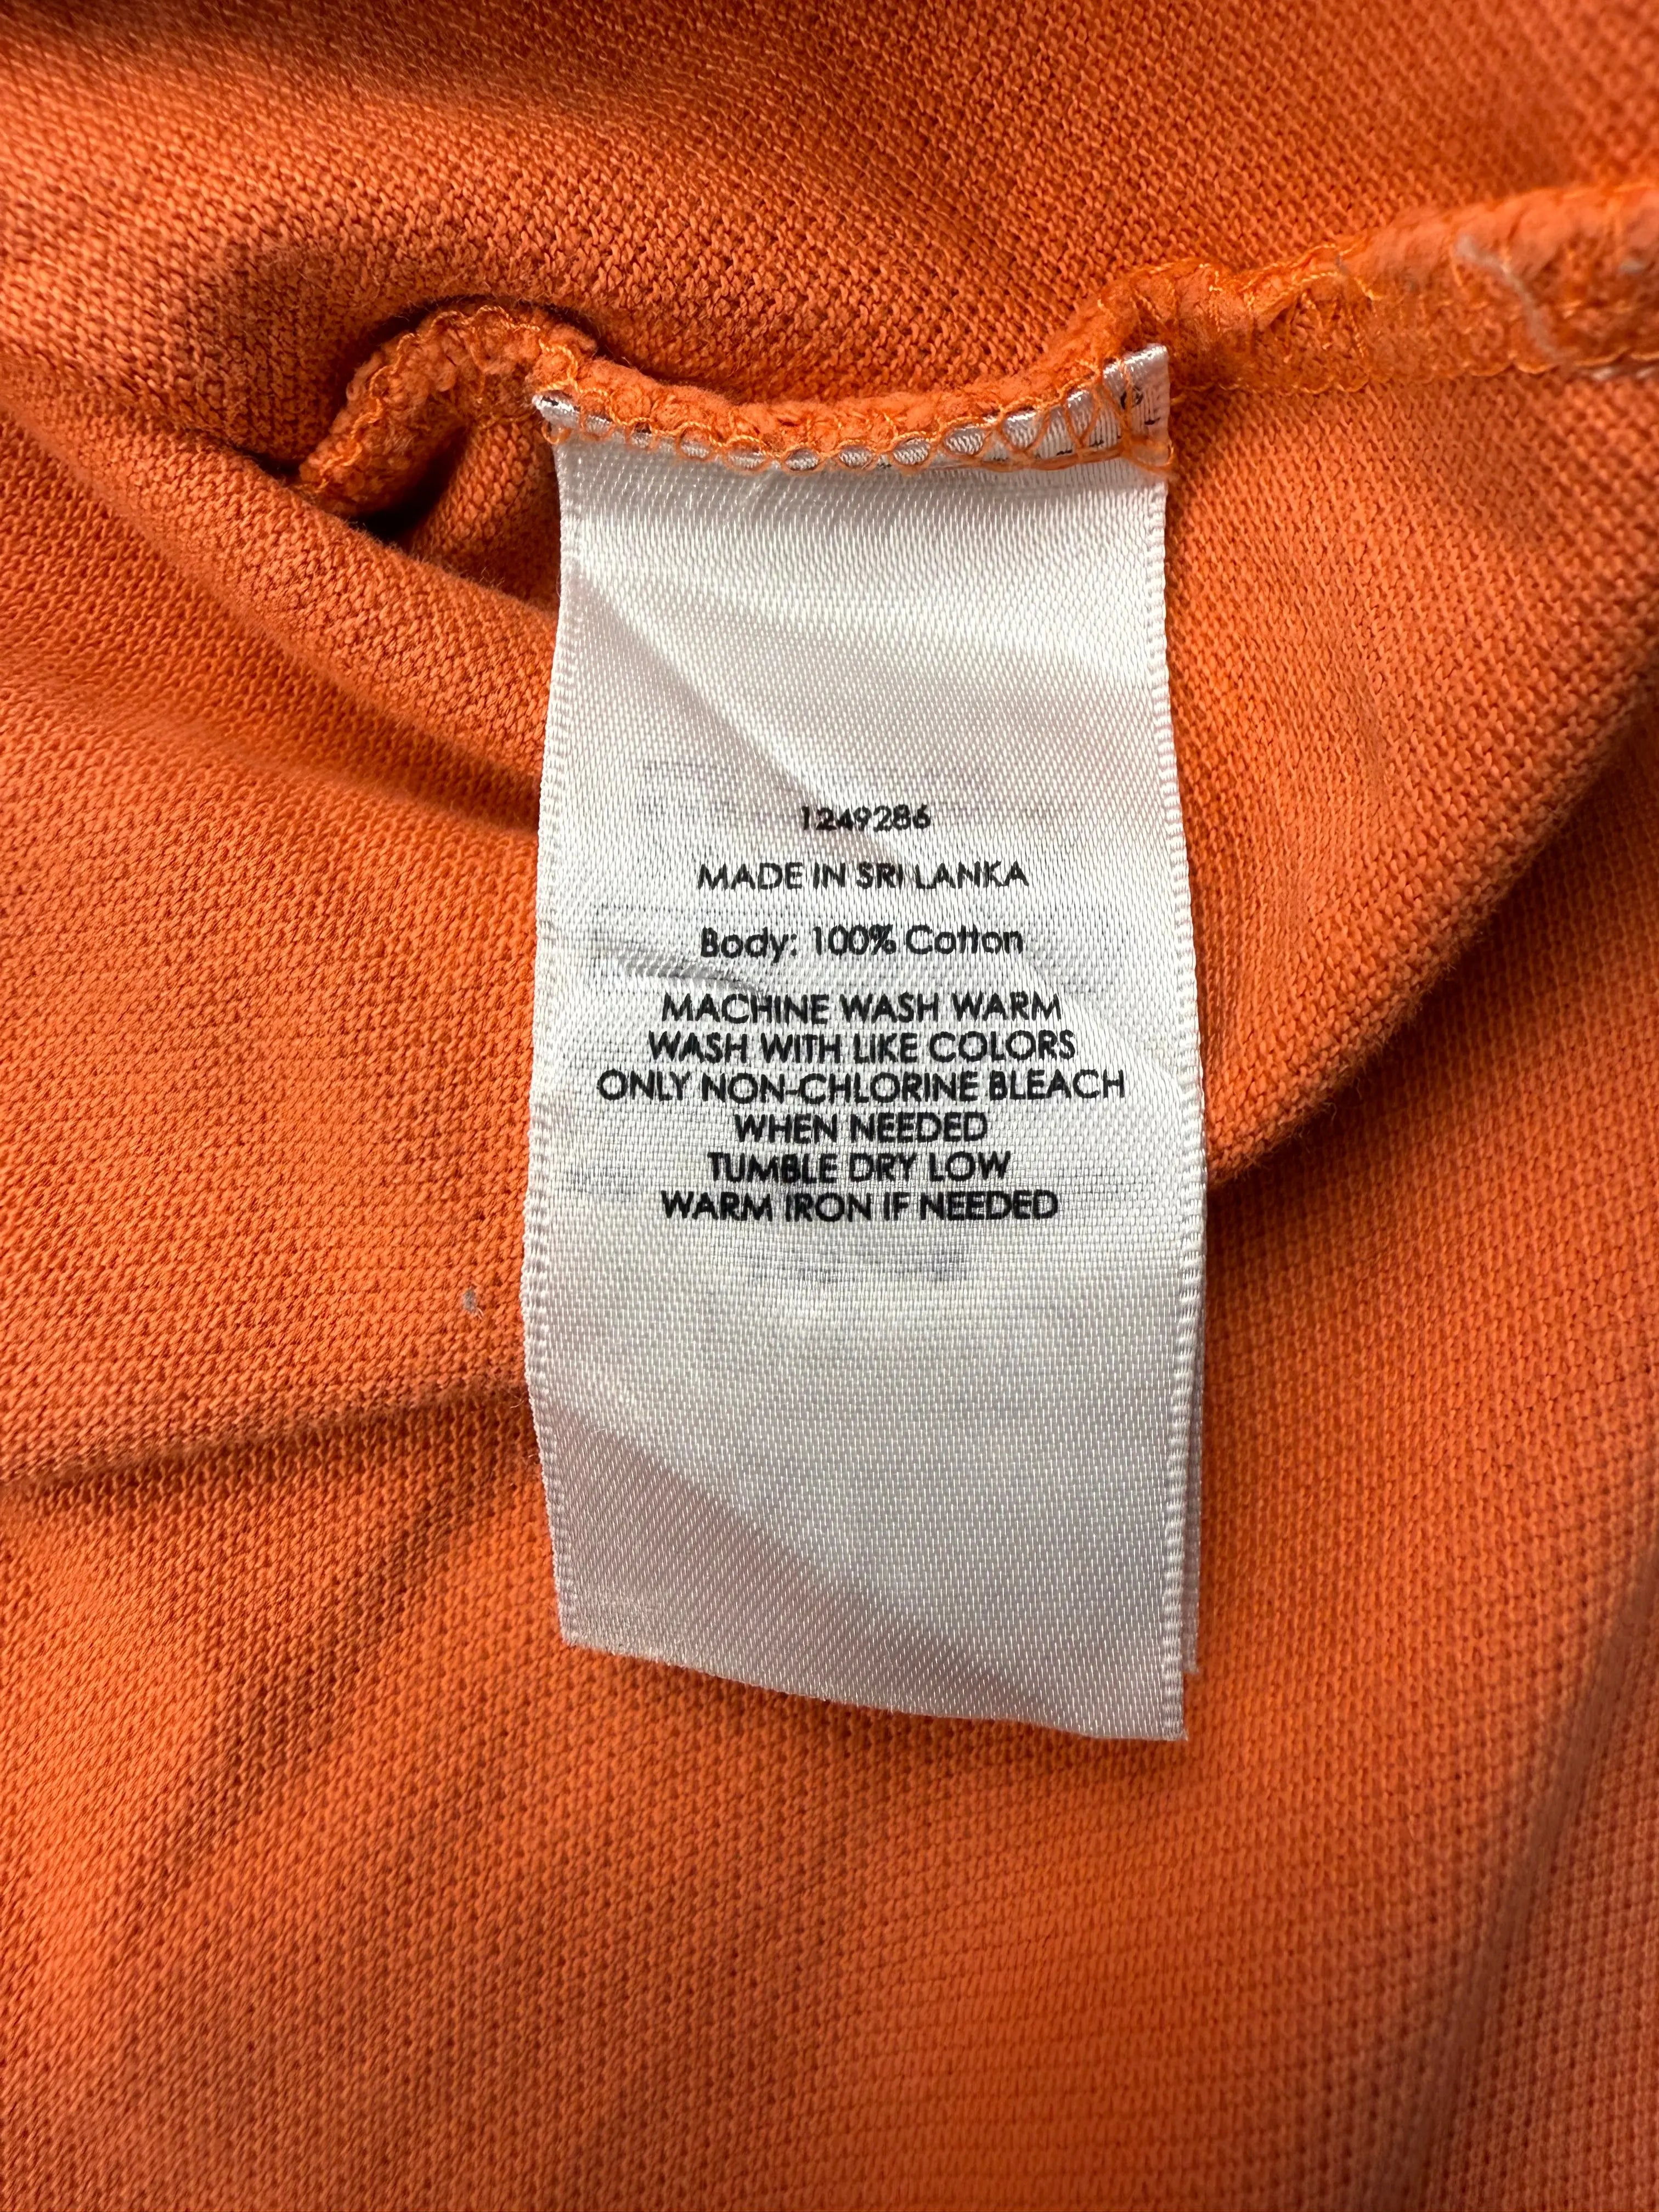 1249286
MADE IN SRI LANKA
Body: 100% Cotton
MACHINE WASH WARM
WASH WITH LIKE COLORS
ONLY NON-CHLORINE BLEACH
WHEN NEEDED
TUMBLE DRY LOW
WARM IRON IF NEEDED